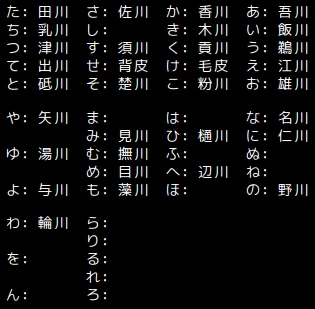 た: 田川 さ: 佐川 か: 香川 あ: 吾川
ち: 乳川 し: き: 木川 い: 飯川
つ: 津川 す: 須川 く: 貢川 う: 鵜川
て: 出川 せ: 背皮 け: 毛皮 え: 江川
と: 砥川 そ: 楚川 こ: 粉川 お: 雄川
や: 矢川 ま: は: な: 名川
み: 見川 ひ: 樋川 に: 仁川
ゆ: 湯川 む: 撫川 ふ: ぬ:
め: 目川 へ: 辺川 ね:
よ: 与川 も: 藻川 ほ: の: 野川
わ: 輪川 ら:
り:
を: る:
れ:
ん: ろ: